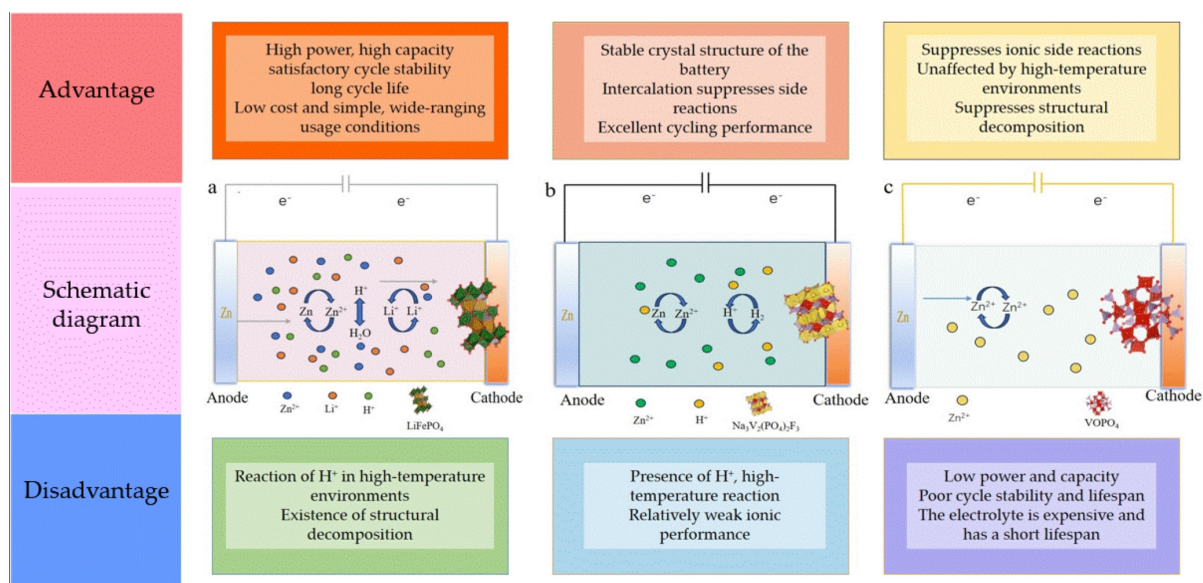 Advantage
High power, high capacity
satisfactory cycle stability
long cycle life
Low cost and simple, wide-ranging
usage conditions
Stable crystal structure of the
battery
Intercalation suppresses side
reactions
Excellent cycling performance
Suppresses ionic side reactions
Unaffected by high-temperature
environments
Suppresses structural
decomposition
Schematic
diagram
a
e⁻
e⁻
Zn
H⁺
Zn
Zn²⁺
Li⁺
Li⁺
H₂O
Anode
Cathode
Zn²⁺
Li⁺
H⁺
LiFePO₄
b
e⁻
e⁻
Zn
Zn
Zn²⁺
H⁺
H₂
Anode
Cathode
Zn²⁺
H⁺
Na₃V₂(PO₄)₂F₃
c
e⁻
e⁻
Zn
Zn²⁺
Zn²⁺
Anode
Cathode
Zn²⁺
VOPO₄
Disadvantage
Reaction of H⁺ in high-temperature
environments
Existence of structural
decomposition
Presence of H⁺, high-
temperature reaction
Relatively weak ionic
performance
Low power and capacity
Poor cycle stability and lifespan
The electrolyte is expensive and
has a short lifespan